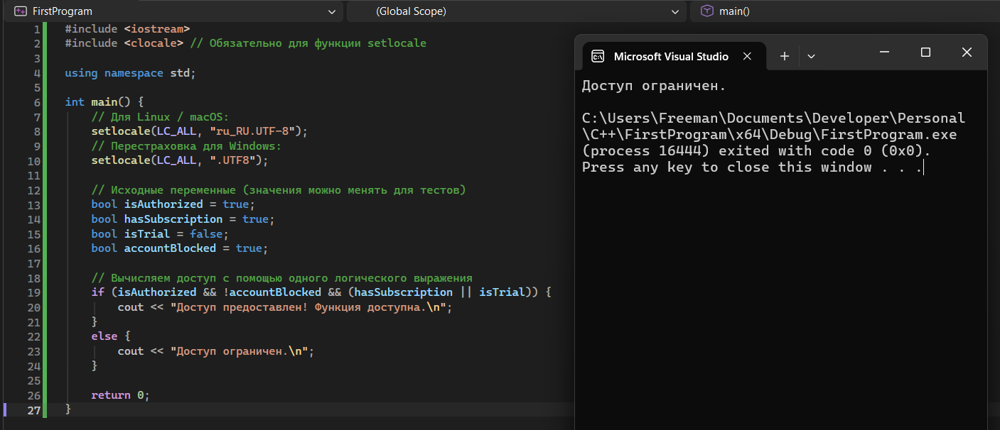 FirstProgram (Global Scope) main()
1 #include <iostream>
2 #include <clocale> // Обязательно для функции setlocale
3
4 using namespace std;
5
6 int main() {
7 // Для Linux / macOS:
8 setlocale(LC_ALL, "ru_RU.UTF-8");
9 // Перестраховка для Windows:
10 setlocale(LC_ALL, ".UTF8");
11
12 // Исходные переменные (значения можно менять для тестов)
13 bool isAuthorized = true;
14 bool hasSubscription = true;
15 bool isTrial = false;
16 bool accountBlocked = true;
17
18 // Вычисляем доступ с помощью одного логического выражения
19 if (isAuthorized && !accountBlocked && (hasSubscription || isTrial)) {
20 cout << "Доступ предоставлен! Функция доступна.\n";
21 }
22 else {
23 cout << "Доступ ограничен.\n";
24 }
25
26 return 0;
27 }
Microsoft Visual Studio
Доступ ограничен.
C:\Users\Freeman\Documents\Developer\Personal
\C++\FirstProgram\x64\Debug\FirstProgram.exe
(process 16444) exited with code 0 (0x0).
Press any key to close this window . . .